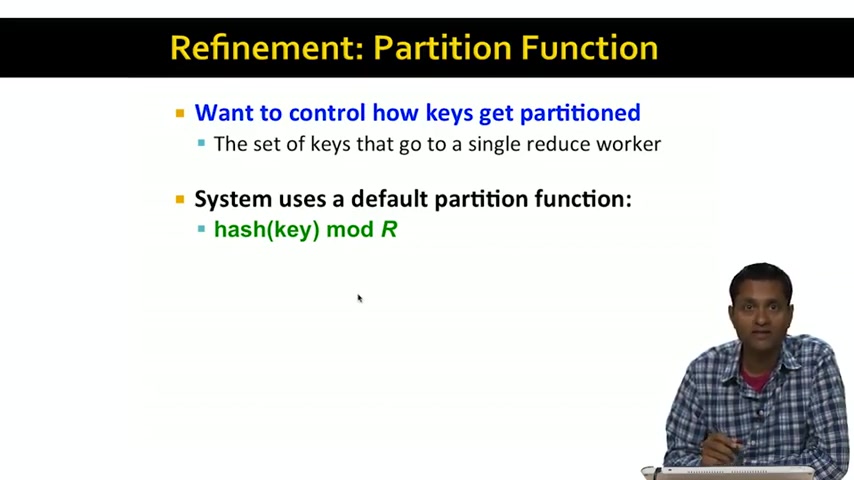 Refinement: Partition Function
Want to control how keys get partitioned
The set of keys that go to a single reduce worker
System uses a default partition function:
hash(key) mod R